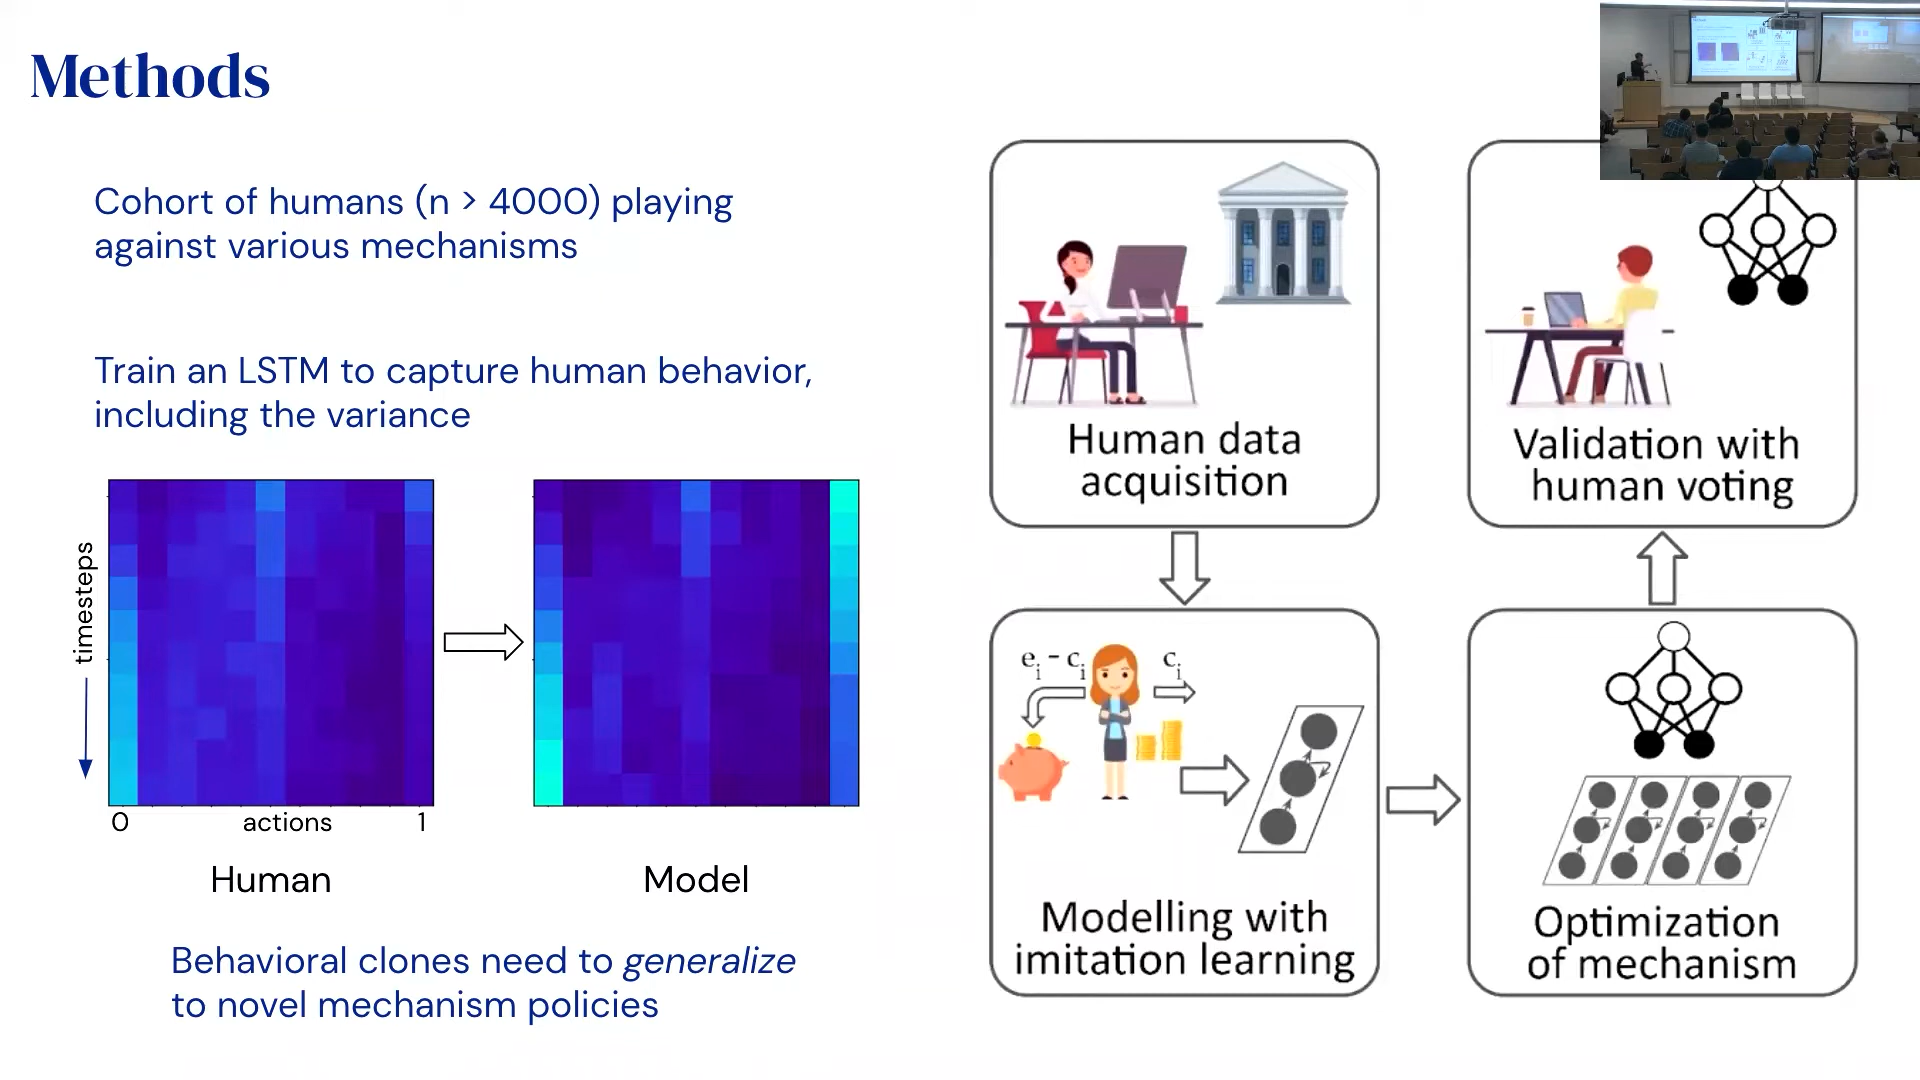 Methods
Cohort of humans (n > 4000) playing
against various mechanisms
Train an LSTM to capture human behavior,
including the variance
timesteps
0
actions
1
Human
Model
Behavioral clones need to generalize
to novel mechanism policies
Human data
acquisition
Validation with
human voting
e_i - c_i
c_i
Modelling with
imitation learning
Optimization
of mechanism